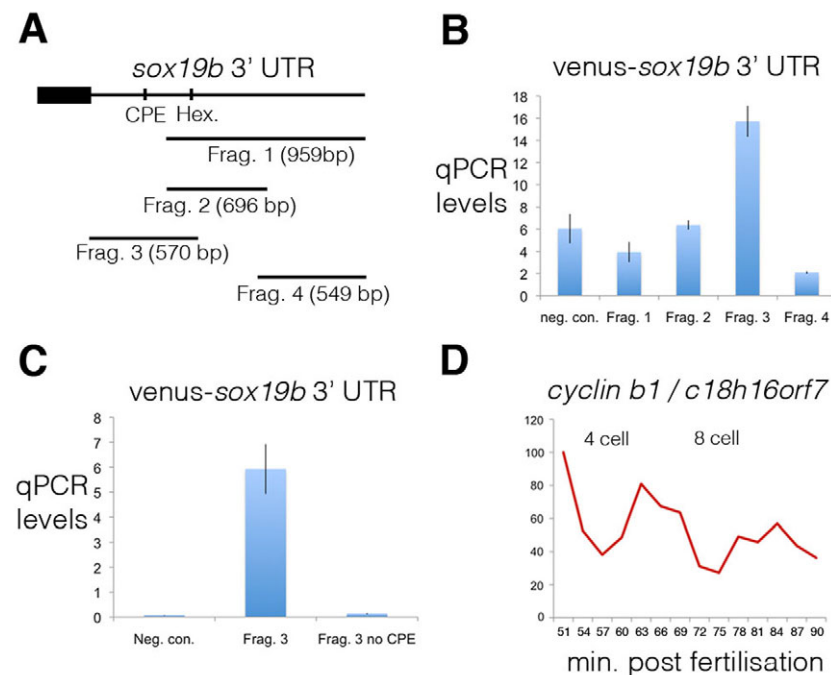 A
sox19b 3' UTR
CPE Hex.
Frag. 1 (959bp)
Frag. 2 (696 bp)
Frag. 3 (570 bp)
Frag. 4 (549 bp)
B
venus-sox19b 3' UTR
qPCR
levels
18
16
14
12
10
8
6
4
2
0
neg. con. Frag. 1 Frag. 2 Frag. 3 Frag. 4
C
venus-sox19b 3' UTR
qPCR
levels
8
7
6
5
4
3
2
1
0
Neg. con. Frag. 3 Frag. 3 no CPE
D
cyclin b1 / c18h16orf7
4 cell 8 cell
120
100
80
60
40
20
0
51 54 57 60 63 66 69 72 75 78 81 84 87 90
min. post fertilisation